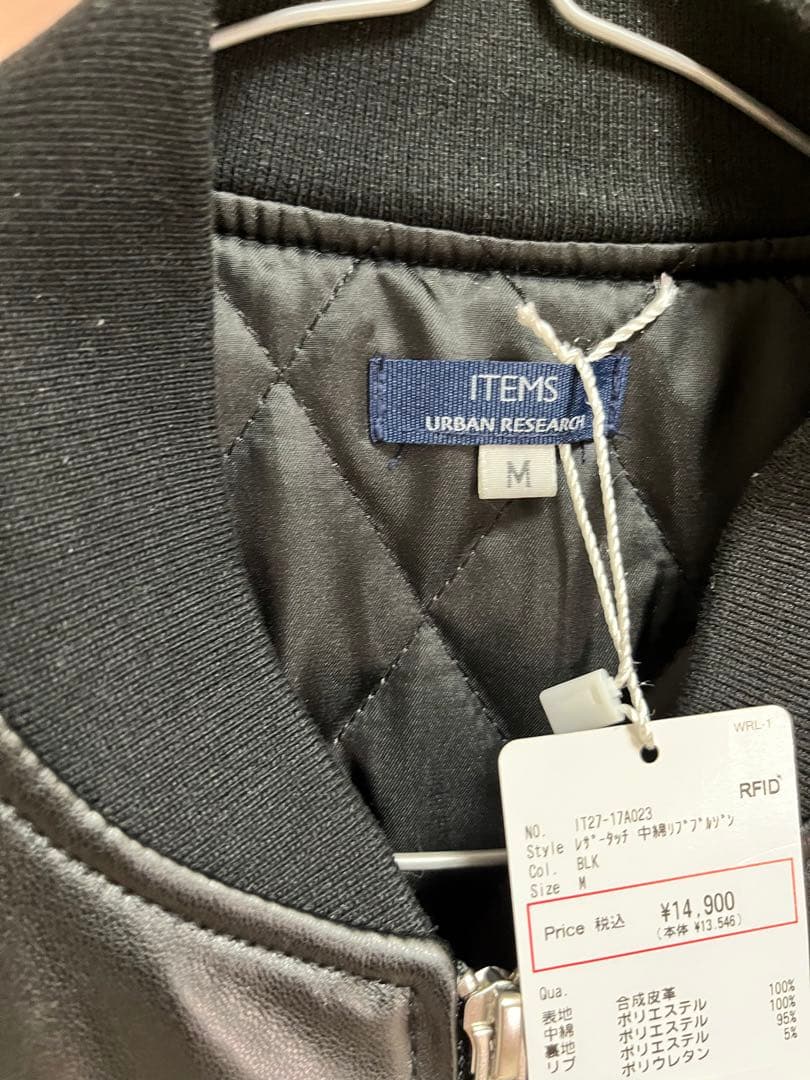 ITEMS
URBAN RESEARCH
M
WRL-1
RFID
NO. IT27-17A023
Style ﾚｻﾞｰﾀｯﾁ 中綿ﾘﾌﾞﾌﾞﾙｿﾞﾝ
Col. BLK
Size M
Price 税込 ¥14,900
(本体 ¥13,546)
Qua.
表地 合成皮革 100%
中綿 ポリエステル 100%
裏地 ポリエステル 95%
リブ ポリエステル 5%
ポリウレタン